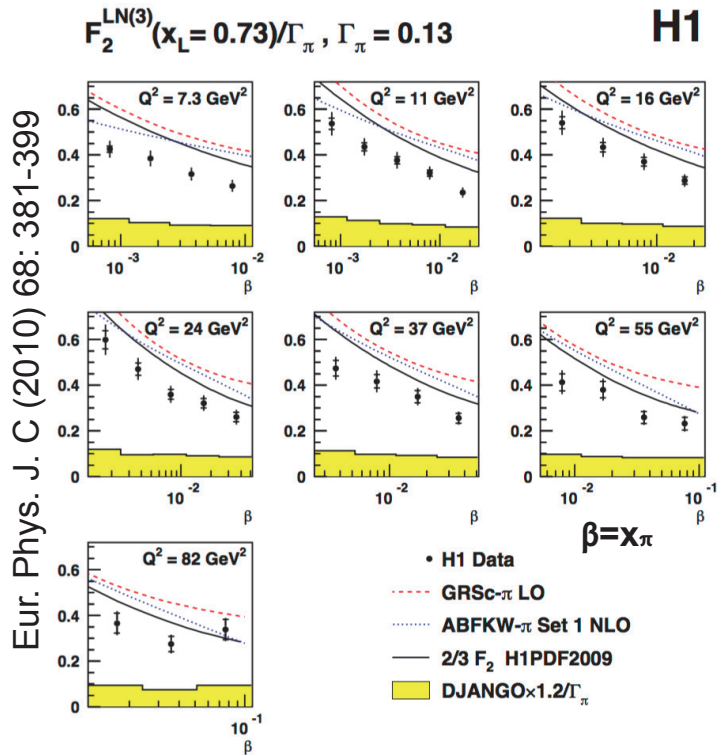 F₂^LN(3)(x_L= 0.73)/Γ_π , Γ_π = 0.13
H1
Eur. Phys. J. C (2010) 68: 381-399
Q² = 7.3 GeV²
0.6
0.4
0.2
0
10⁻³
10⁻²
β
Q² = 11 GeV²
0.6
0.4
0.2
0
10⁻³
10⁻²
β
Q² = 16 GeV²
0.6
0.4
0.2
0
10⁻²
β
Q² = 24 GeV²
0.6
0.4
0.2
0
10⁻²
β
Q² = 37 GeV²
0.6
0.4
0.2
0
10⁻²
β
Q² = 55 GeV²
0.6
0.4
0.2
0
10⁻²
10⁻¹
β
β=xπ
Q² = 82 GeV²
0.6
0.4
0.2
0
10⁻¹
β
H1 Data
GRSc-π LO
ABFKW-π Set 1 NLO
2/3 F₂ H1PDF2009
DJANGO×1.2/Γ_π